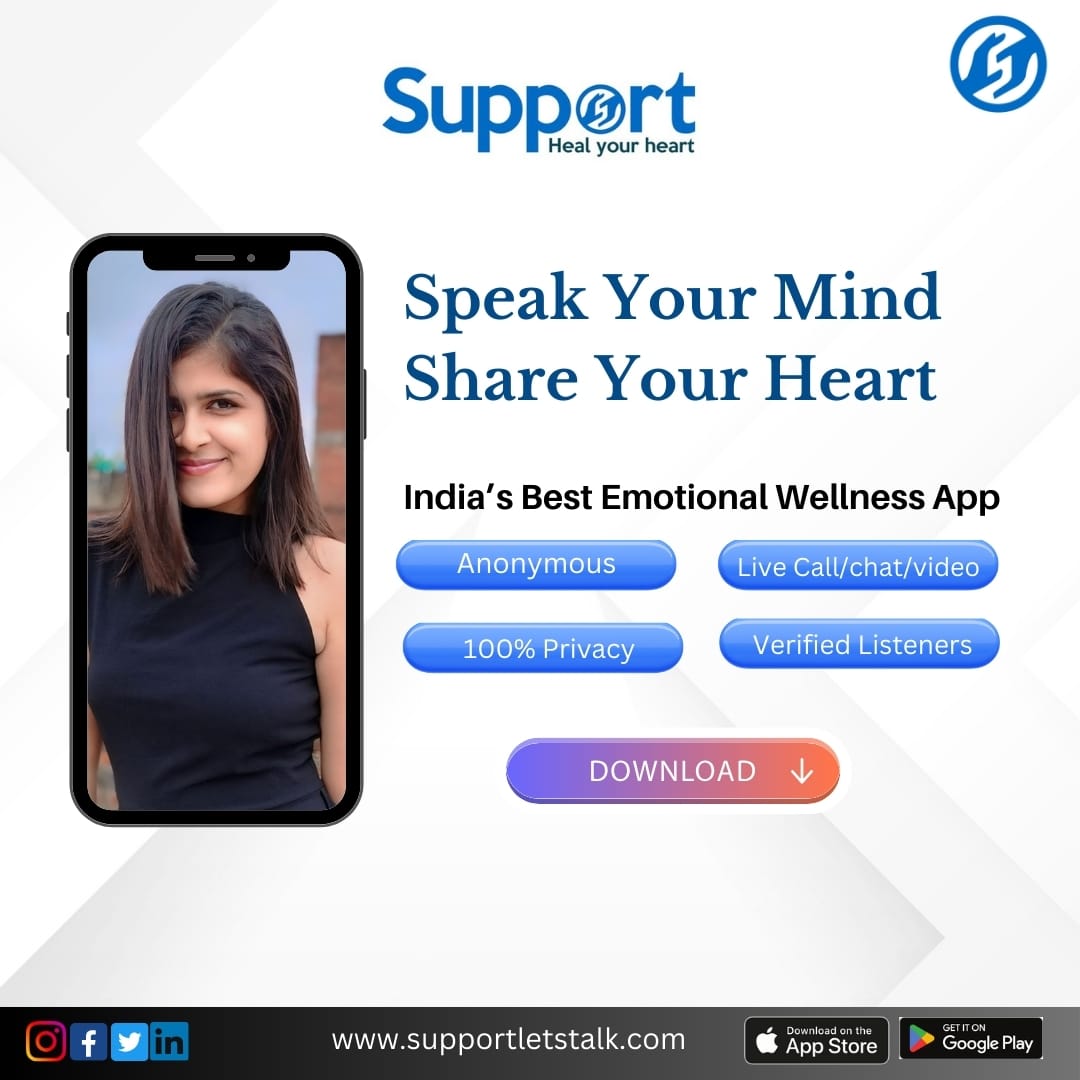 Support
Heal your heart
Speak Your Mind
Share Your Heart
India’s Best Emotional Wellness App
Anonymous
Live Call/chat/video
100% Privacy
Verified Listeners
DOWNLOAD
www.supportletstalk.com
Download on the
App Store
GET IT ON
Google Play